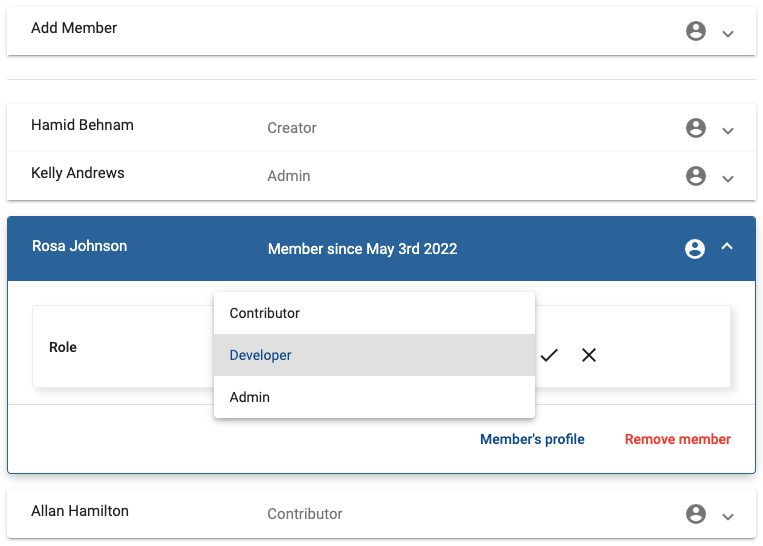 Add Member
Hamid Behnam Creator
Kelly Andrews Admin
Rosa Johnson Member since May 3rd 2022
Contributor
Role
Developer
Admin
Member's profile Remove member
Allan Hamilton Contributor